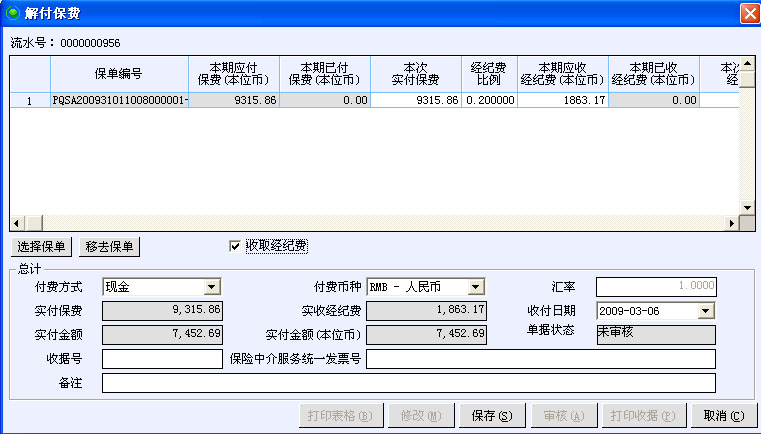 解付保费
流水号： 0000000956
保单编号 本期应付保费(本位币) 本期已付保费(本位币) 本次实付保费 经纪费比例 本期应收经纪费(本位币) 本期已收经纪费(本位币) 本次经
1 PQSA200931011008000001- 9315.86 0.00 9315.86 0.200000 1863.17 0.00
选择保单 移去保单 收取经纪费
总计
付费方式 现金 付费币种 RMB - 人民币 汇率 1.0000
实付保费 9,315.86 实收经纪费 1,863.17 收付日期 2009-03-06
实付金额 7,452.69 实付金额(本位币) 7,452.69 单据状态 未审核
收据号 保险中介服务统一发票号
备注
打印表格(B) 修改(M) 保存(S) 审核(A) 打印收据(P) 取消(C)